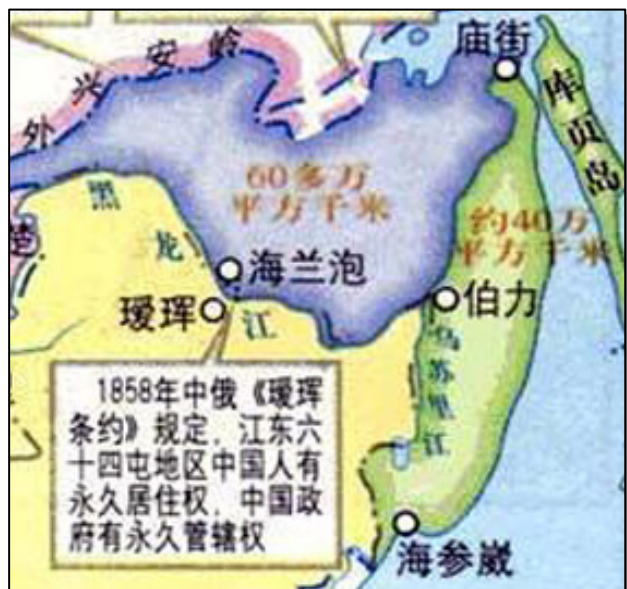 外兴安岭
庙街
库页岛
60多万
平方千米
约40万
平方千米
黑龙江
海兰泡
瑷珲
伯力
乌苏里江
1858年中俄《瑷珲
条约》规定，江东六
十四屯地区中国人有
永久居住权，中国政
府有永久管辖权
海参崴